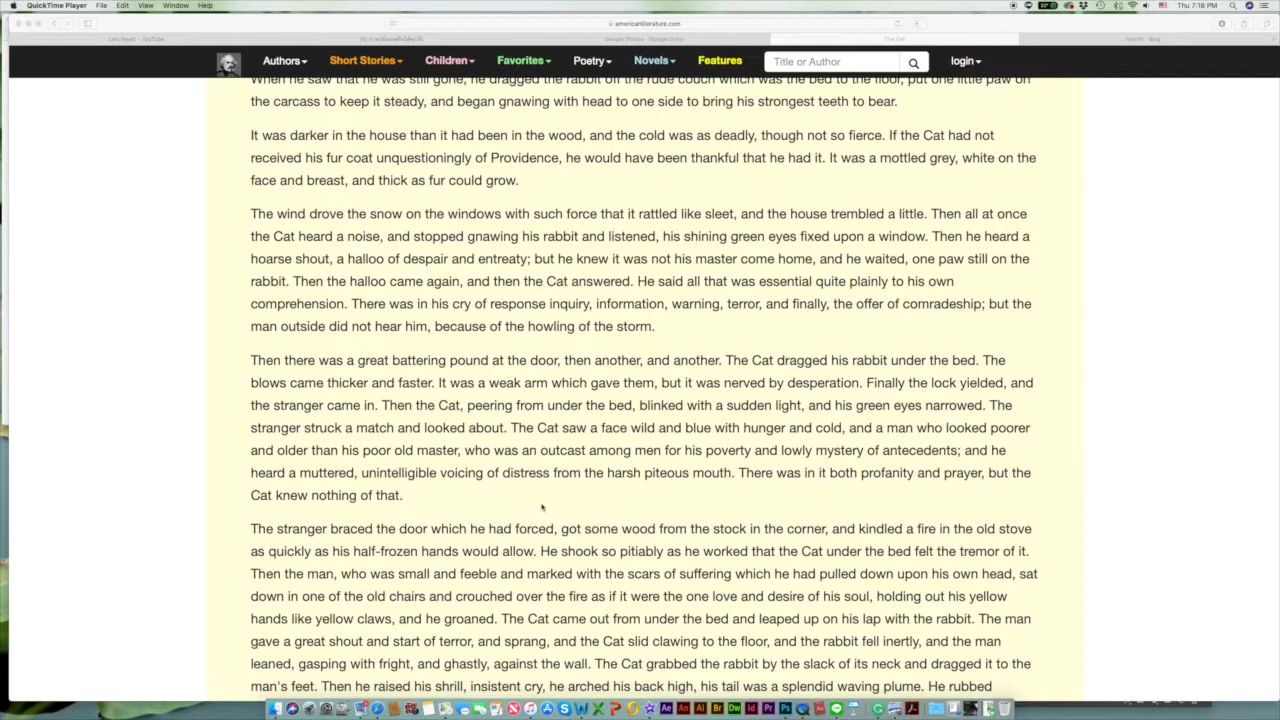 QuickTime Player File Edit View Window Help
Thu 7:18 PM
americanliterature.com
LekLiReadt - YouTube
Google Photos - Google Drive
The Cat
Authors Short Stories Children Favorites Poetry Novels Features Title or Author login
When he saw that he was still gone, he dragged the rabbit off the rude couch which was the bed to the floor, put one little paw on
the carcass to keep it steady, and began gnawing with head to one side to bring his strongest teeth to bear.
It was darker in the house than it had been in the wood, and the cold was as deadly, though not so fierce. If the Cat had not
received his fur coat unquestioningly of Providence, he would have been thankful that he had it. It was a mottled grey, white on the
face and breast, and thick as fur could grow.
The wind drove the snow on the windows with such force that it rattled like sleet, and the house trembled a little. Then all at once
the Cat heard a noise, and stopped gnawing his rabbit and listened, his shining green eyes fixed upon a window. Then he heard a
hoarse shout, a halloo of despair and entreaty; but he knew it was not his master come home, and he waited, one paw still on the
rabbit. Then the halloo came again, and then the Cat answered. He said all that was essential quite plainly to his own
comprehension. There was in his cry of response inquiry, information, warning, terror, and finally, the offer of comradeship; but the
man outside did not hear him, because of the howling of the storm.
Then there was a great battering pound at the door, then another, and another. The Cat dragged his rabbit under the bed. The
blows came thicker and faster. It was a weak arm which gave them, but it was nerved by desperation. Finally the lock yielded, and
the stranger came in. Then the Cat, peering from under the bed, blinked with a sudden light, and his green eyes narrowed. The
stranger struck a match and looked about. The Cat saw a face wild and blue with hunger and cold, and a man who looked poorer
and older than his poor old master, who was an outcast among men for his poverty and lowly mystery of antecedents; and he
heard a muttered, unintelligible voicing of distress from the harsh piteous mouth. There was in it both profanity and prayer, but the
Cat knew nothing of that.
The stranger braced the door which he had forced, got some wood from the stock in the corner, and kindled a fire in the old stove
as quickly as his half-frozen hands would allow. He shook so pitiably as he worked that the Cat under the bed felt the tremor of it.
Then the man, who was small and feeble and marked with the scars of suffering which he had pulled down upon his own head, sat
down in one of the old chairs and crouched over the fire as if it were the one love and desire of his soul, holding out his yellow
hands like yellow claws, and he groaned. The Cat came out from under the bed and leaped up on his lap with the rabbit. The man
gave a great shout and start of terror, and sprang, and the Cat slid clawing to the floor, and the rabbit fell inertly, and the man
leaned, gasping with fright, and ghastly, against the wall. The Cat grabbed the rabbit by the slack of its neck and dragged it to the
man's feet. Then he raised his shrill, insistent cry, he arched his back high, his tail was a splendid waving plume. He rubbed